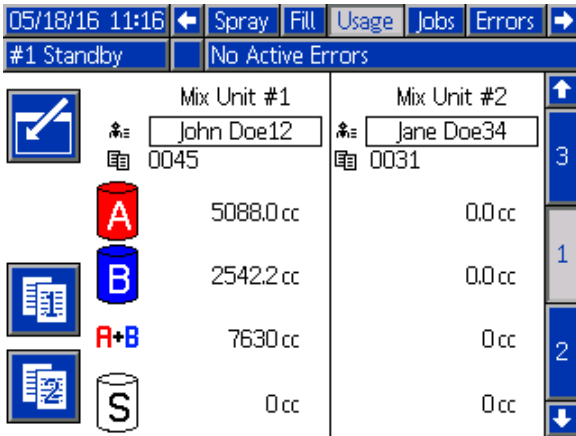 05/18/16 11:16 Spray Fill Usage Jobs Errors
#1 Standby No Active Errors
Mix Unit #1 Mix Unit #2
John Doe12 Jane Doe34
0045 0031
3
A 5088.0 cc 0.0 cc
1
B 2542.2 cc 0.0 cc
1
A+B 7630 cc 0 cc
2
2
S 0 cc 0 cc